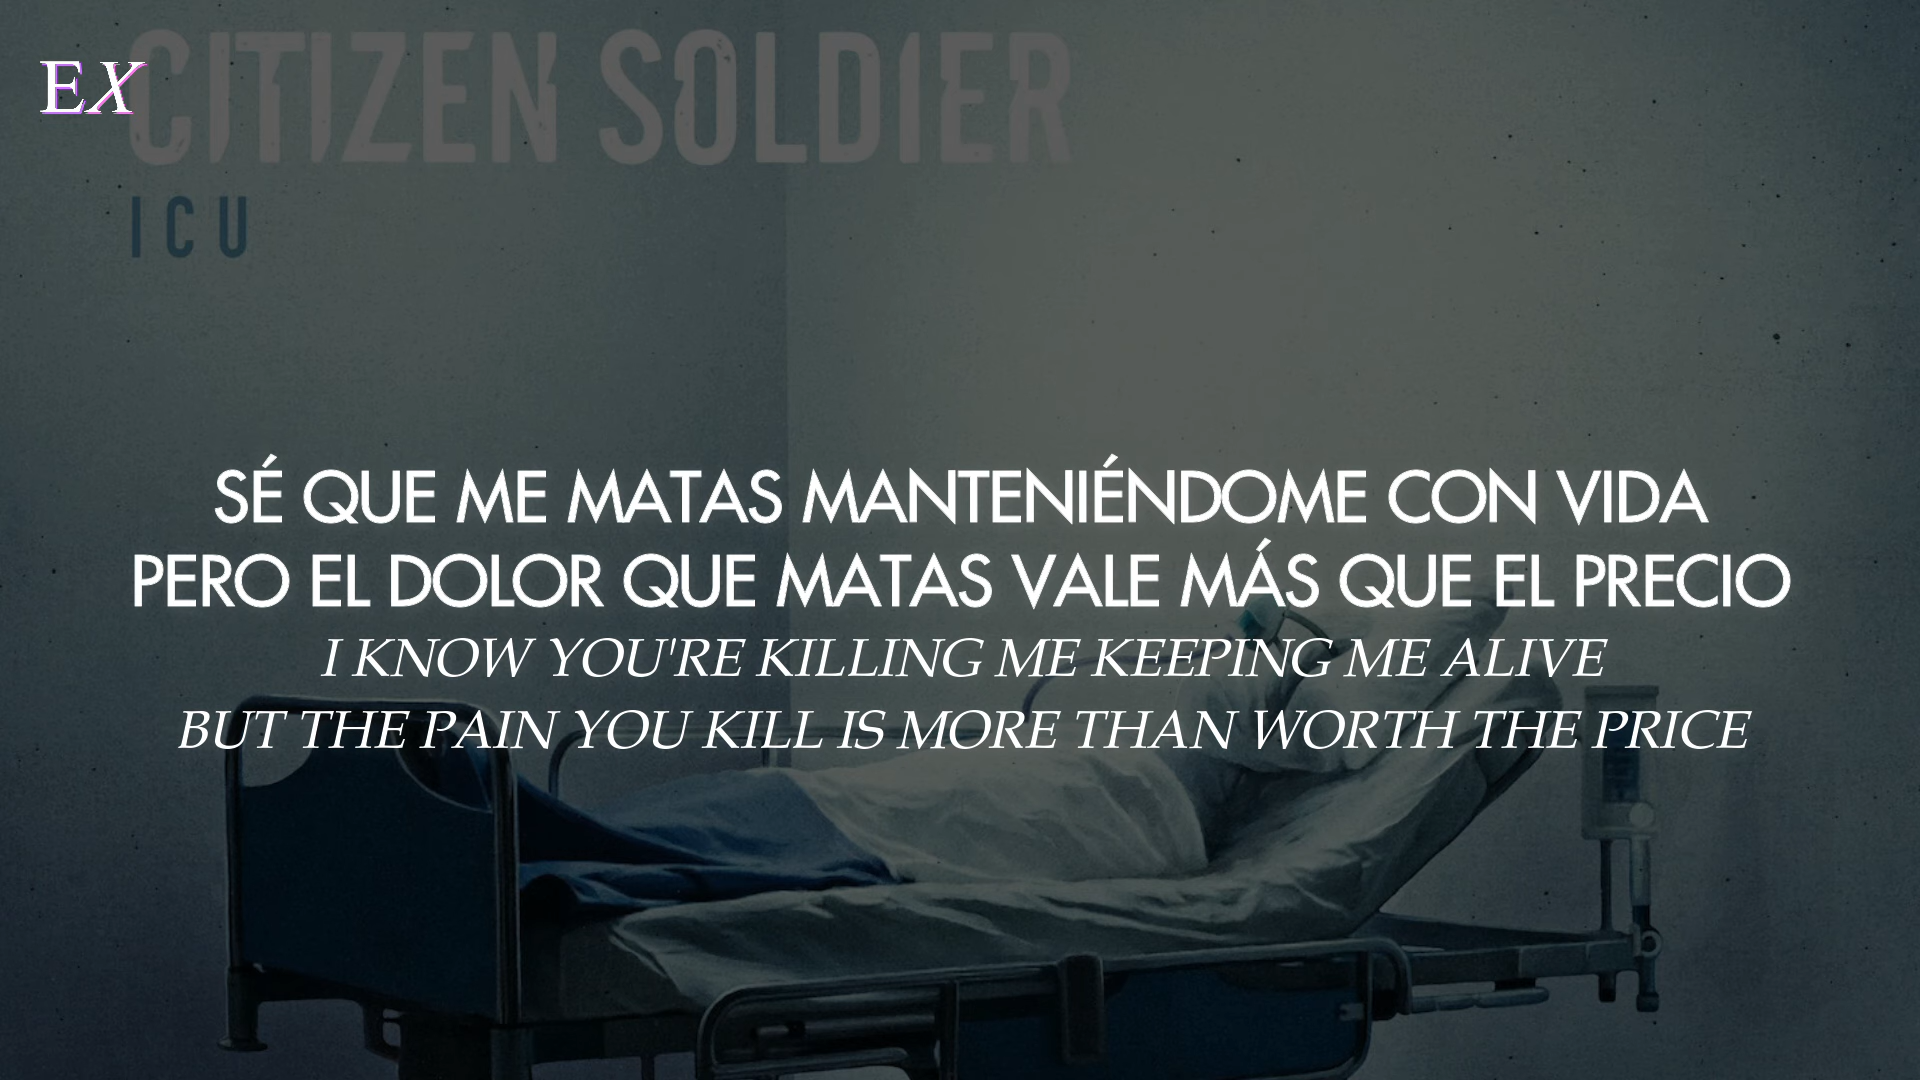 CITIZEN SOLDIER
EX
ICU
SÉ QUE ME MATAS MANTENIÉNDOME CON VIDA
PERO EL DOLOR QUE MATAS VALE MÁS QUE EL PRECIO
I KNOW YOU'RE KILLING ME KEEPING ME ALIVE
BUT THE PAIN YOU KILL IS MORE THAN WORTH THE PRICE